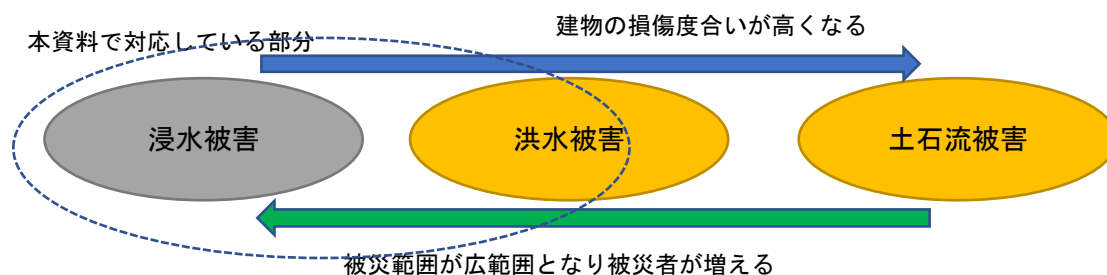 建物の損傷度合いが高くなる
本資料で対応している部分
浸水被害
洪水被害
土石流被害
被災範囲が広範囲となり被災者が増える